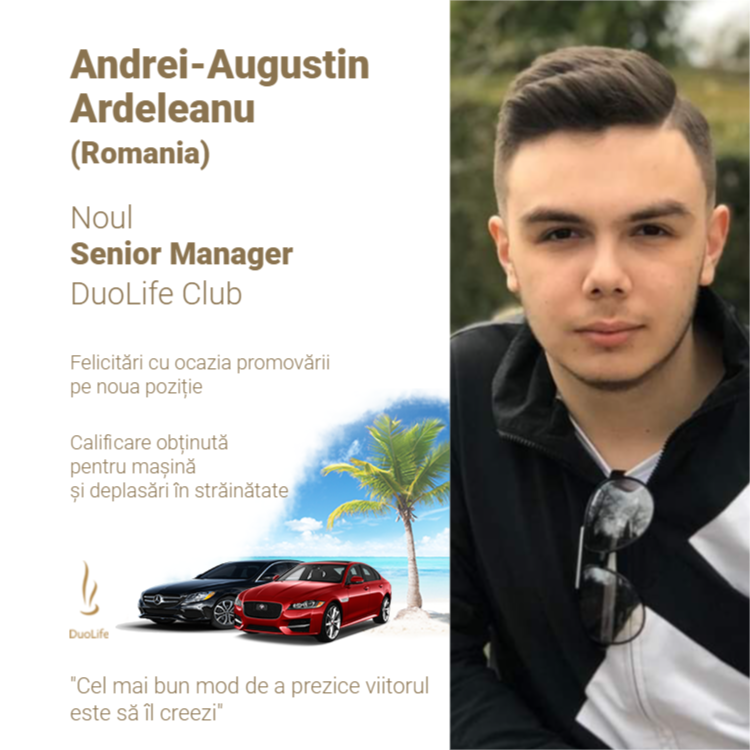 Andrei-Augustin
Ardeleanu
(Romania)
Noul
Senior Manager
DuoLife Club
Felicitări cu ocazia promovării
pe noua poziție
Calificare obținută
pentru mașină
și deplasări în străinătate
DuoLife
"Cel mai bun mod de a prezice viitorul
este să îl creezi"